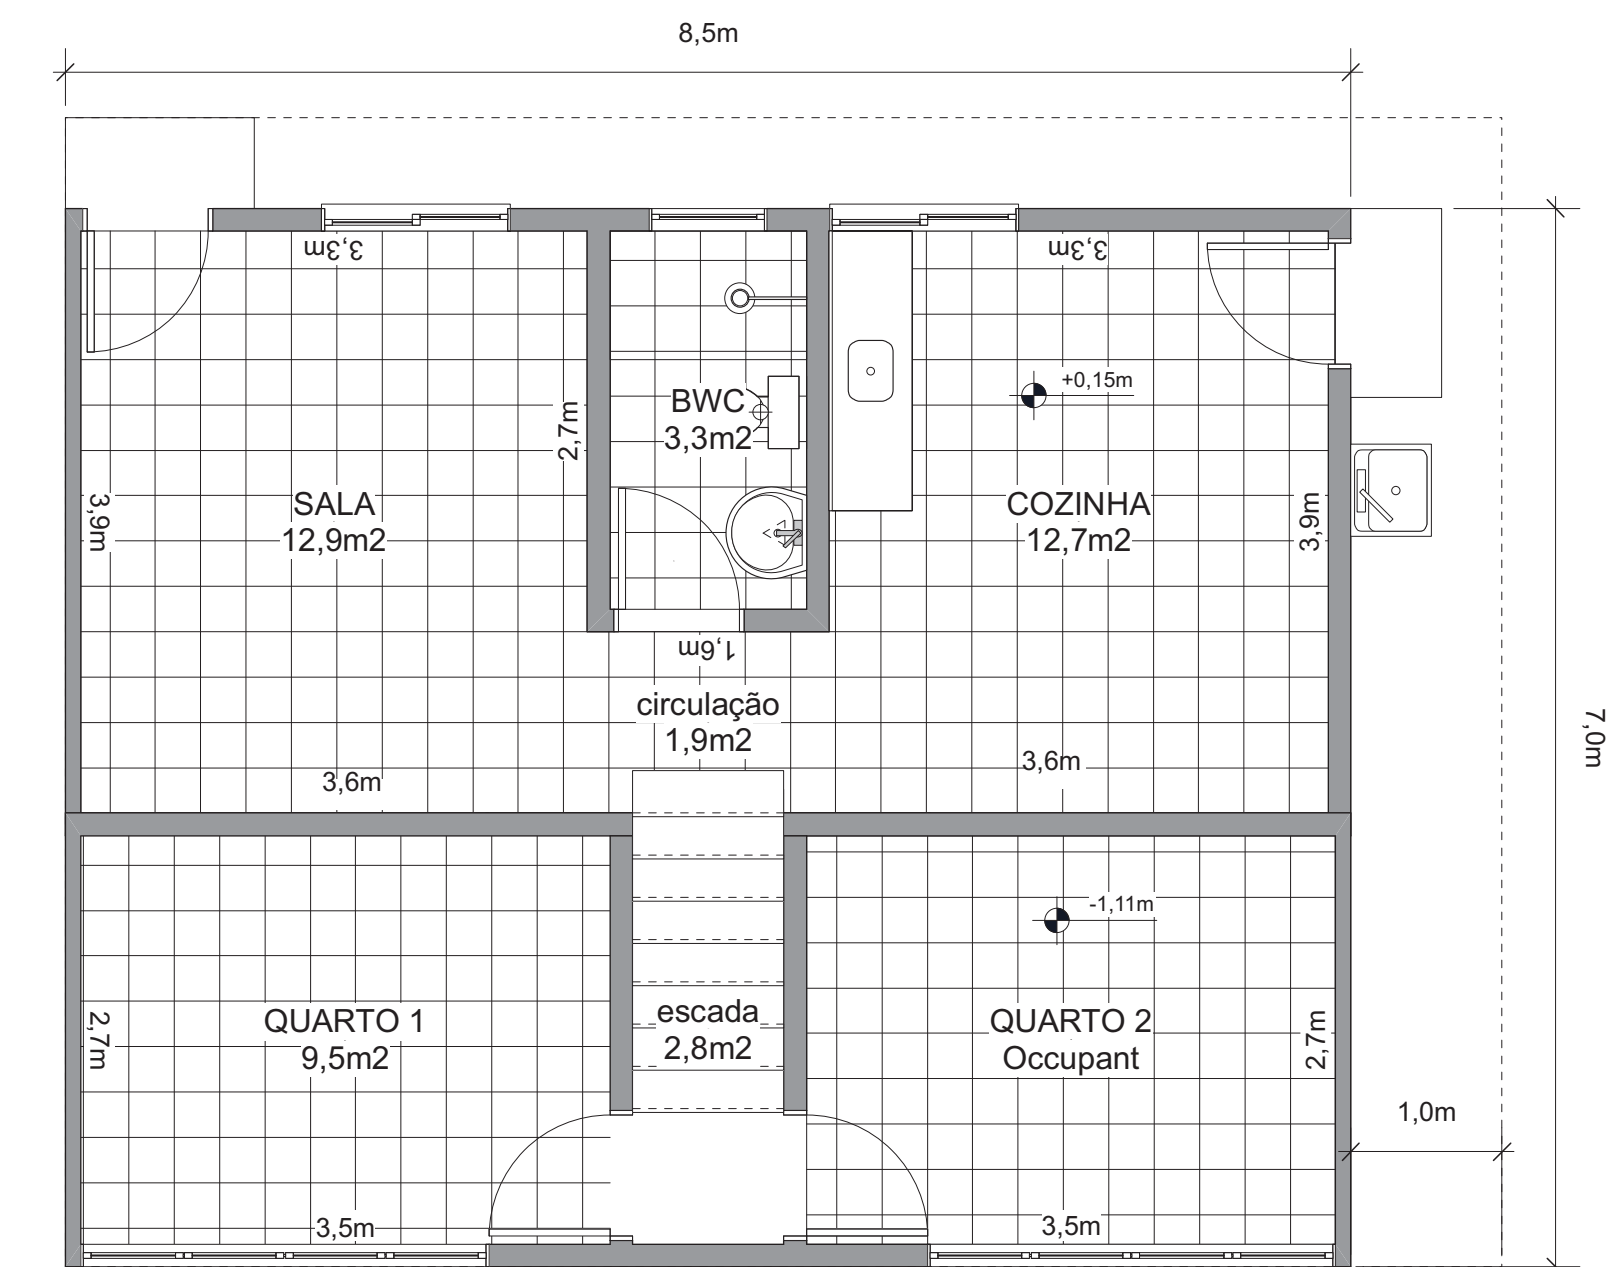 8,5m
3,3m
3,3m
+0,15m
BWC
3,3m2
2,7m
SALA
12,9m2
3,9m
COZINHA
12,7m2
3,9m
1,6m
circulação
1,9m2
3,6m
3,6m
7,0m
-1,11m
QUARTO 1
9,5m2
2,7m
escada
2,8m2
QUARTO 2
Occupant
2,7m
1,0m
3,5m
3,5m